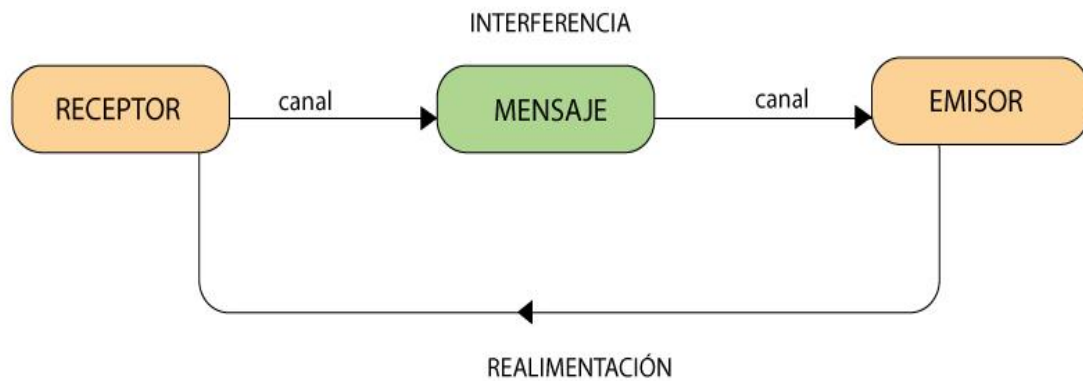 INTERFERENCIA
RECEPTOR
canal
MENSAJE
canal
EMISOR
REALIMENTACIÓN